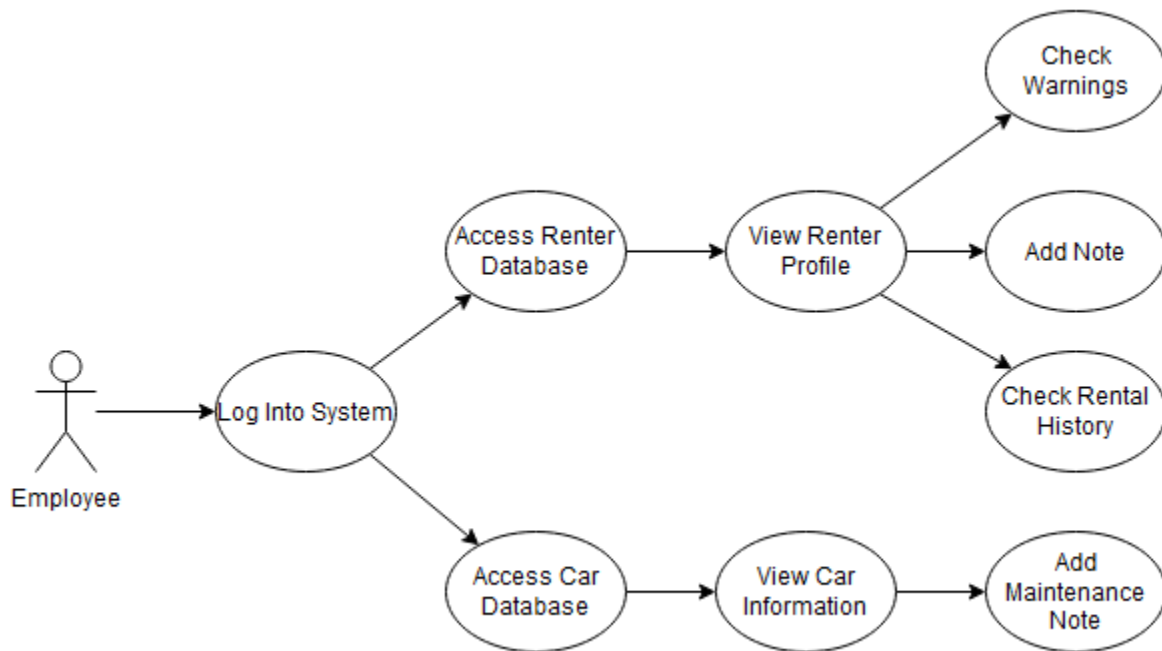 Check
Warnings
Access Renter
Database
View Renter
Profile
Add Note
Log Into System
Check Rental
History
Employee
Access Car
Database
View Car
Information
Add
Maintenance
Note